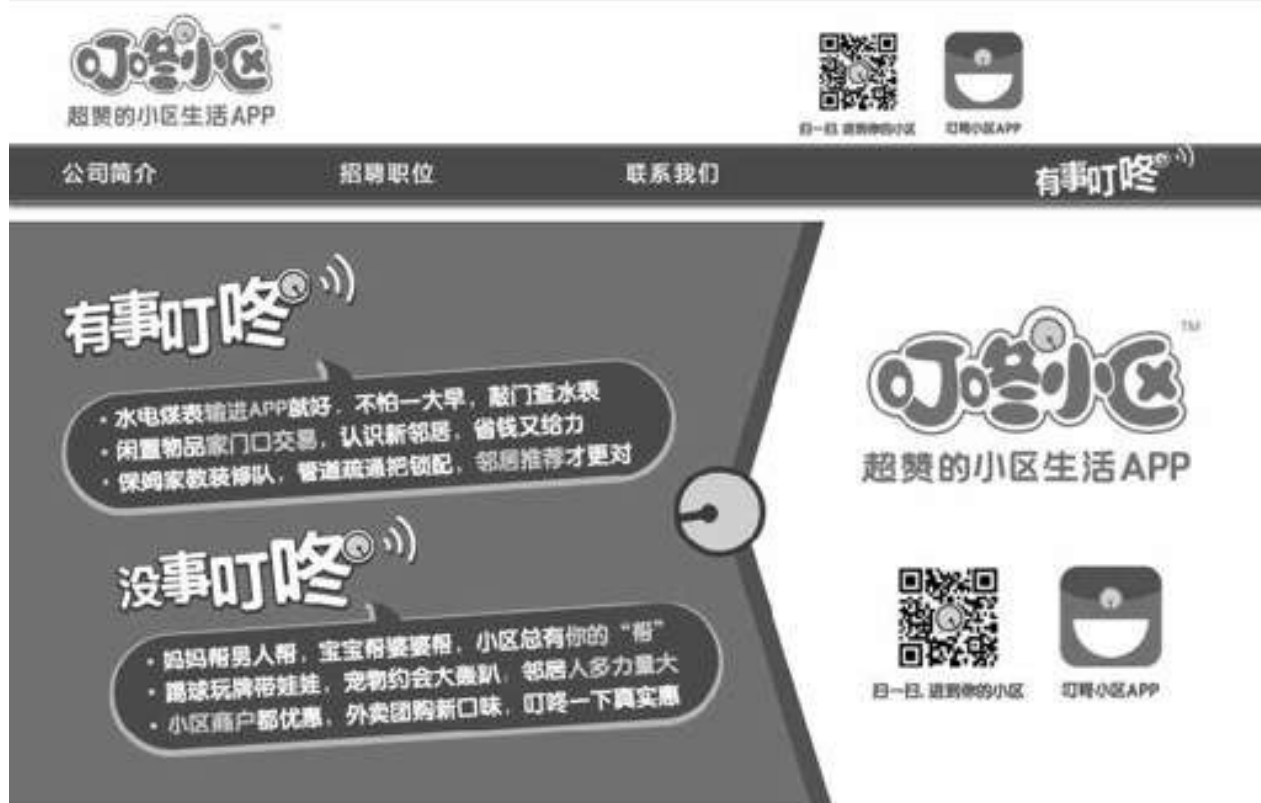 叮咚小区
TM
超赞的小区生活APP
扫一扫, 进到你的小区
叮咚小区APP
公司简介
招聘职位
联系我们
有事叮咚
有事叮咚
· 水电煤表输进APP就好, 不怕一大早, 敲门查水表
· 闲置物品家门口交易, 认识新邻居, 省钱又给力
· 保姆家教装修队, 管道疏通把锁配, 邻居推荐才更对
没事叮咚
· 妈妈帮男人帮, 宝宝帮婆婆帮, 小区总有你的“帮”
· 踢球玩牌带娃娃, 宠物约会大轰趴, 邻居人多力量大
· 小区商户都优惠, 外卖团购新口味, 叮咚一下真实惠
叮咚小区
TM
超赞的小区生活APP
扫一扫, 进到你的小区
叮咚小区APP